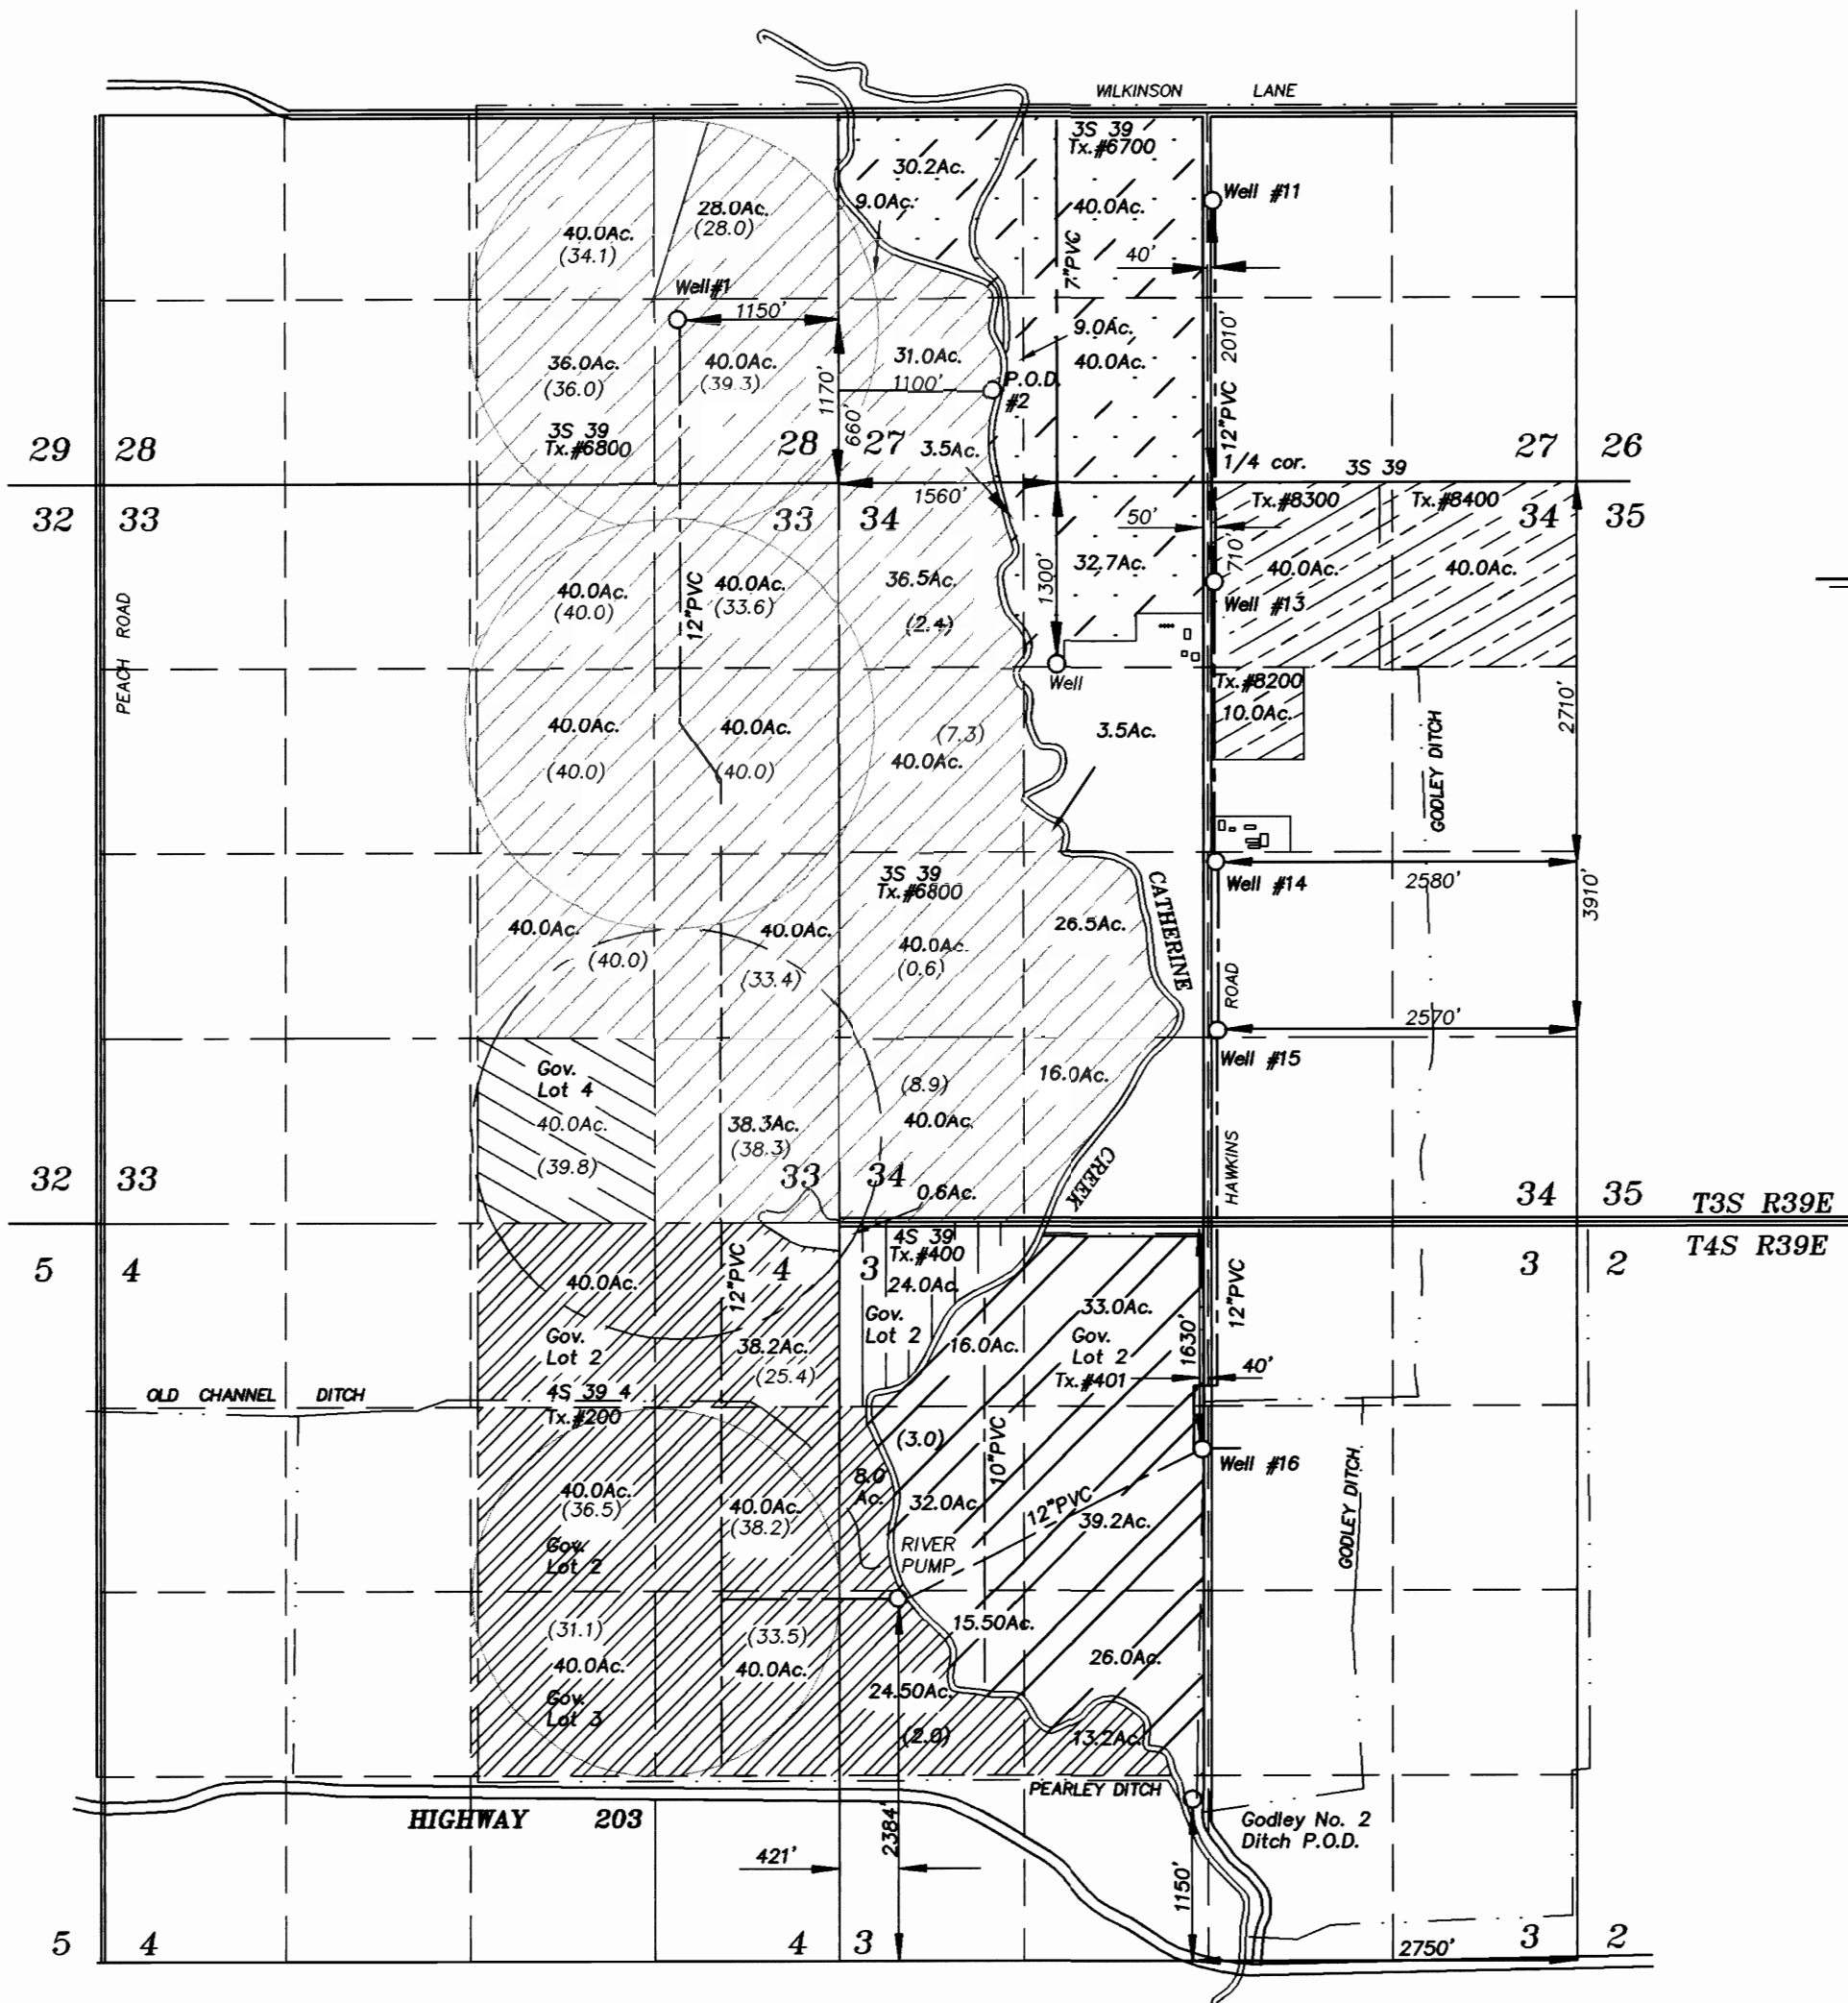 WILKINSON LANE
3S 39
Tx.#6700
30.2Ac.
9.0Ac.
40.0Ac.
Well #11
28.0Ac.
(28.0)
40.0Ac.
(34.1)
7"PVC
40'
Well#1
1150'
2010'
9.0Ac.
40.0Ac.
36.0Ac.
(36.0)
40.0Ac.
(39.3)
31.0Ac.
1100'
P.O.D.
#2
1170'
660'
12"PVC
3S 39
Tx.#6800
3.5Ac.
29 28
28 27
27 26
1/4 cor. 3S 39
1560'
Tx.#8300
Tx.#8400
32 33
33 34
34 35
50'
710'
32.7Ac.
40.0Ac.
40.0Ac.
PEACH ROAD
40.0Ac.
(40.0)
12"PVC
40.0Ac.
(33.6)
36.5Ac.
(2.4)
1300'
Well #13
Well
Tx.#8200
10.0Ac.
2710'
40.0Ac.
(40.0)
40.0Ac.
(40.0)
(7.3)
40.0Ac.
3.5Ac.
GODLEY DITCH
3S 39
Tx.#6800
CATHERINE
Well #14
2580'
3910'
40.0Ac.
(40.0)
40.0Ac.
(33.4)
40.0Ac.
(0.6)
26.5Ac.
ROAD
2570'
Well #15
Gov.
Lot 4
40.0Ac.
(39.8)
38.3Ac.
(38.3)
(8.9)
40.0Ac.
16.0Ac.
CREEK
HAWKINS
32 33
33 34
0.6Ac.
34 35
T3S R39E
T4S R39E
5 4
4 3
3 2
4S 39
Tx.#400
24.0Ac.
40.0Ac.
12"PVC
Gov.
Lot 2
33.0Ac.
12"PVC
Gov.
Lot 2
38.2Ac.
(25.4)
16.0Ac.
Gov.
Lot 2
Tx.#401
1630'
40'
OLD CHANNEL DITCH
4S 39 4
Tx.#200
(3.0)
10"PVC
Well #16
40.0Ac.
(36.5)
40.0Ac.
(38.2)
8.0
Ac.
32.0Ac.
12"PVC
39.2Ac.
GODLEY DITCH
Gov.
Lot 2
RIVER
PUMP
(31.1)
40.0Ac.
(33.5)
40.0Ac.
15.50Ac.
26.0Ac.
Gov.
Lot 3
24.50Ac.
(2.0)
13.2Ac.
PEARLEY DITCH
HIGHWAY 203
Godley No. 2
Ditch P.O.D.
2384'
421'
1150'
5 4
4 3
2750'
3 2